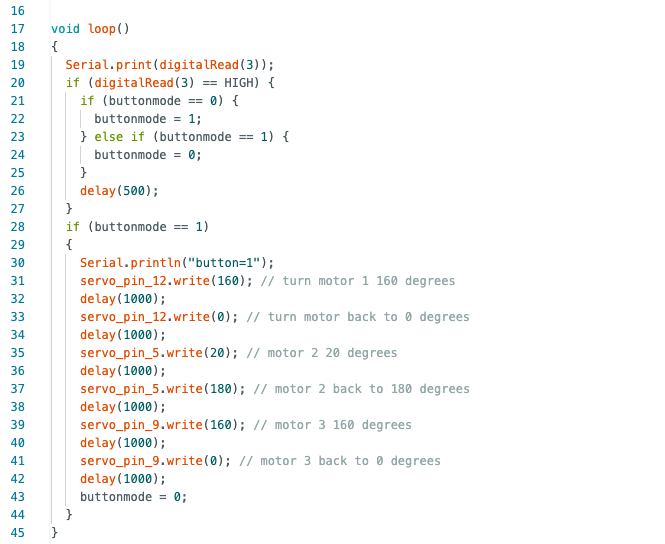 16
17 void loop()
18 {
19   Serial.print(digitalRead(3));
20   if (digitalRead(3) == HIGH) {
21     if (buttonmode == 0) {
22       buttonmode = 1;
23     } else if (buttonmode == 1) {
24       buttonmode = 0;
25     }
26     delay(500);
27   }
28   if (buttonmode == 1)
29   {
30     Serial.println("button=1");
31     servo_pin_12.write(160); // turn motor 1 160 degrees
32     delay(1000);
33     servo_pin_12.write(0); // turn motor back to 0 degrees
34     delay(1000);
35     servo_pin_5.write(20); // motor 2 20 degrees
36     delay(1000);
37     servo_pin_5.write(180); // motor 2 back to 180 degrees
38     delay(1000);
39     servo_pin_9.write(160); // motor 3 160 degrees
40     delay(1000);
41     servo_pin_9.write(0); // motor 3 back to 0 degrees
42     delay(1000);
43     buttonmode = 0;
44   }
45 }